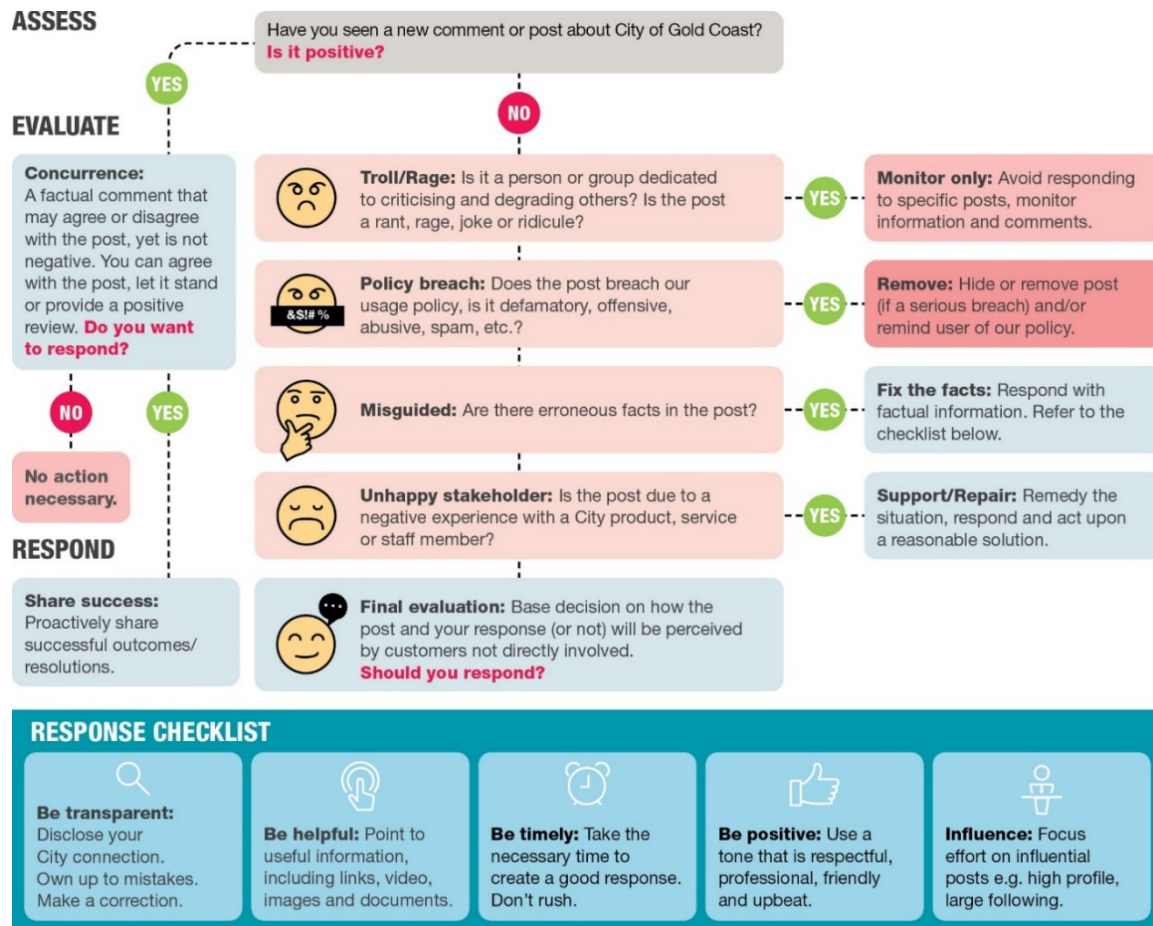 ASSESS
Have you seen a new comment or post about City of Gold Coast?
Is it positive?
YES
NO
EVALUATE
Concurrence:
A factual comment that
may agree or disagree
with the post, yet is not
negative. You can agree
with the post, let it stand
or provide a positive
review. Do you want
to respond?
NO
YES
No action
necessary.
Troll/Rage: Is it a person or group dedicated
to criticising and degrading others? Is the post
a rant, rage, joke or ridicule?
YES
Monitor only: Avoid responding
to specific posts, monitor
information and comments.
&$!# %
Policy breach: Does the post breach our
usage policy, is it defamatory, offensive,
abusive, spam, etc.?
YES
Remove: Hide or remove post
(if a serious breach) and/or
remind user of our policy.
Misguided: Are there erroneous facts in the post?
YES
Fix the facts: Respond with
factual information. Refer to the
checklist below.
Unhappy stakeholder: Is the post due to a
negative experience with a City product, service
or staff member?
YES
Support/Repair: Remedy the
situation, respond and act upon
a reasonable solution.
RESPOND
Share success:
Proactively share
successful outcomes/
resolutions.
Final evaluation: Base decision on how the
post and your response (or not) will be perceived
by customers not directly involved.
Should you respond?
RESPONSE CHECKLIST
Be transparent:
Disclose your
City connection.
Own up to mistakes.
Make a correction.
Be helpful: Point to
useful information,
including links, video,
images and documents.
Be timely: Take the
necessary time to
create a good response.
Don't rush.
Be positive: Use a
tone that is respectful,
professional, friendly
and upbeat.
Influence: Focus
effort on influential
posts e.g. high profile,
large following.